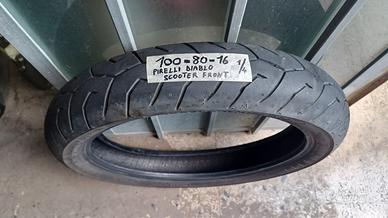 100-80-16 1/4
PIRELLI DIABLO
SCOOTER FRONT